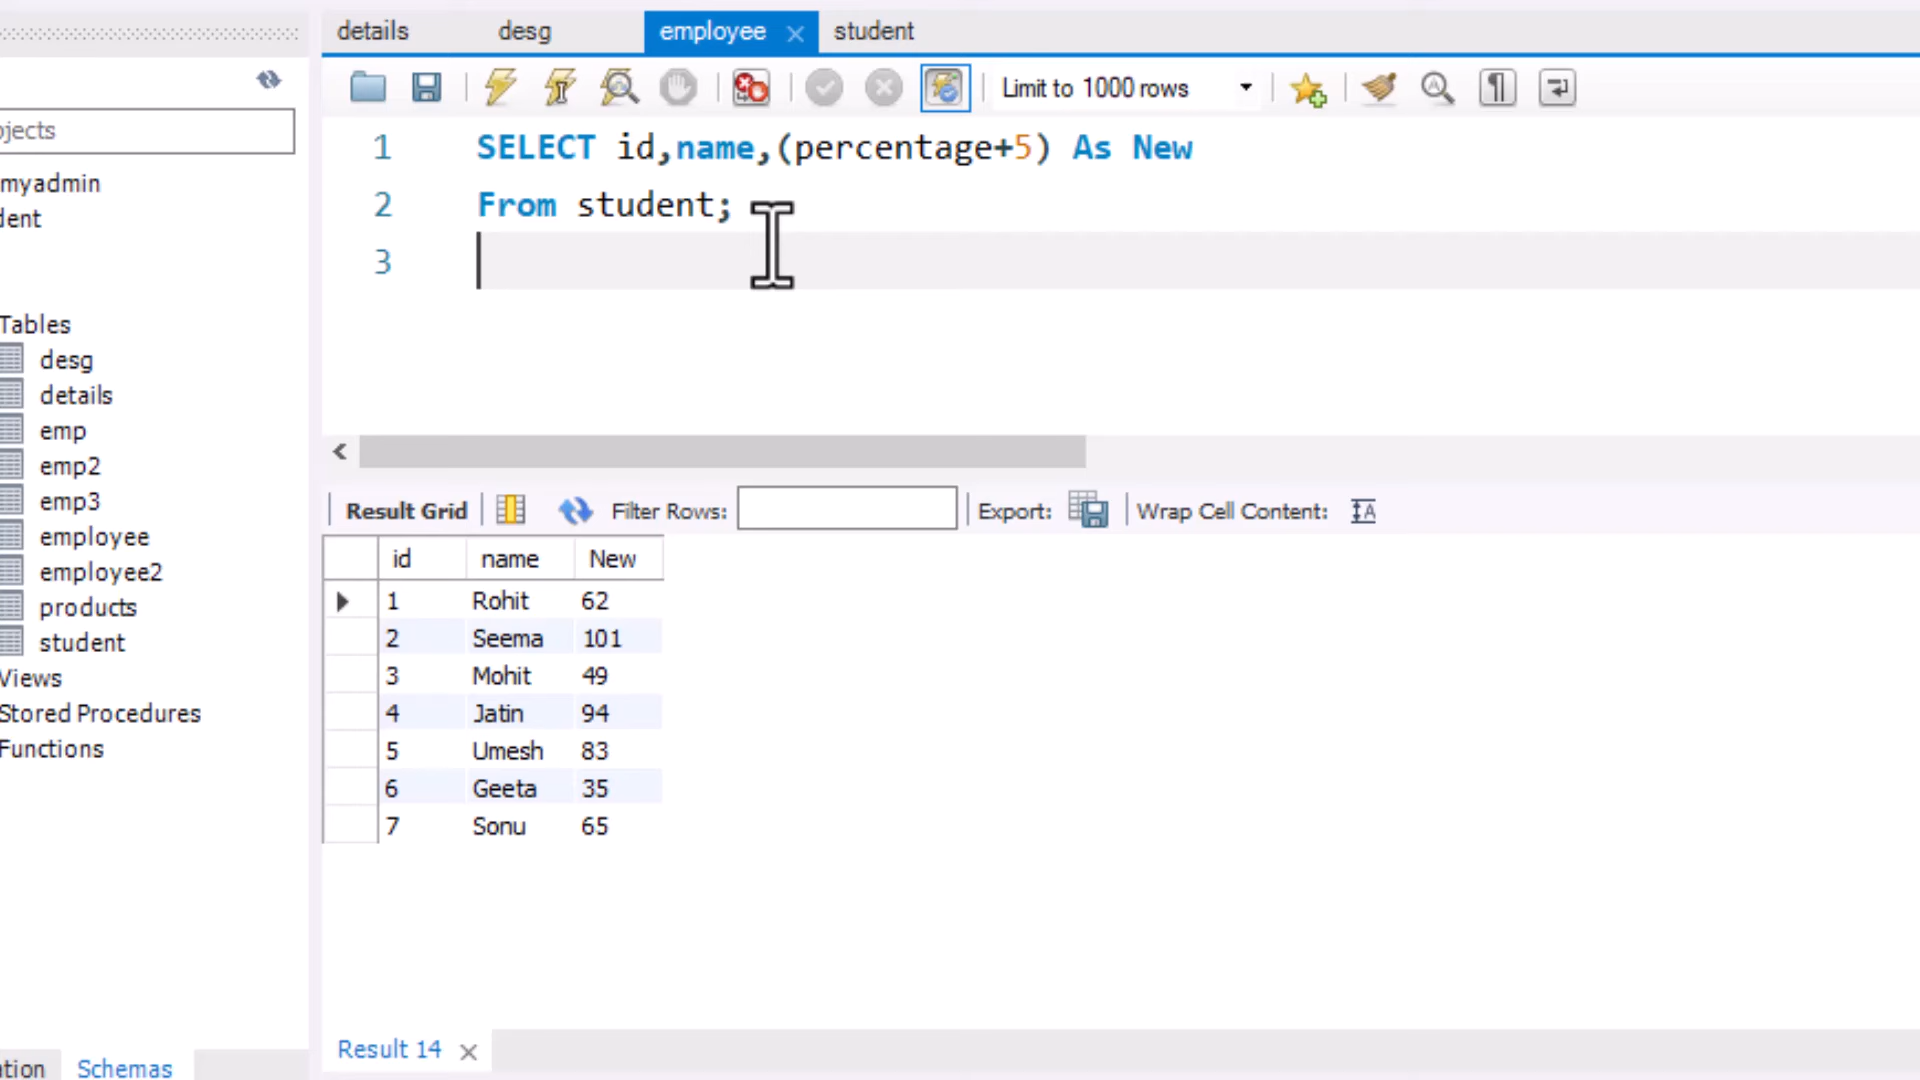 details desg employee student
Limit to 1000 rows
jects
myadmin
dent
Tables
desg
details
emp
emp2
emp3
employee
employee2
products
student
Views
Stored Procedures
Functions
tion Schemas
1 SELECT id,name,(percentage+5) As New
2 From student;
3
Result Grid Filter Rows: Export: Wrap Cell Content:
id name New
1 Rohit 62
2 Seema 101
3 Mohit 49
4 Jatin 94
5 Umesh 83
6 Geeta 35
7 Sonu 65
Result 14